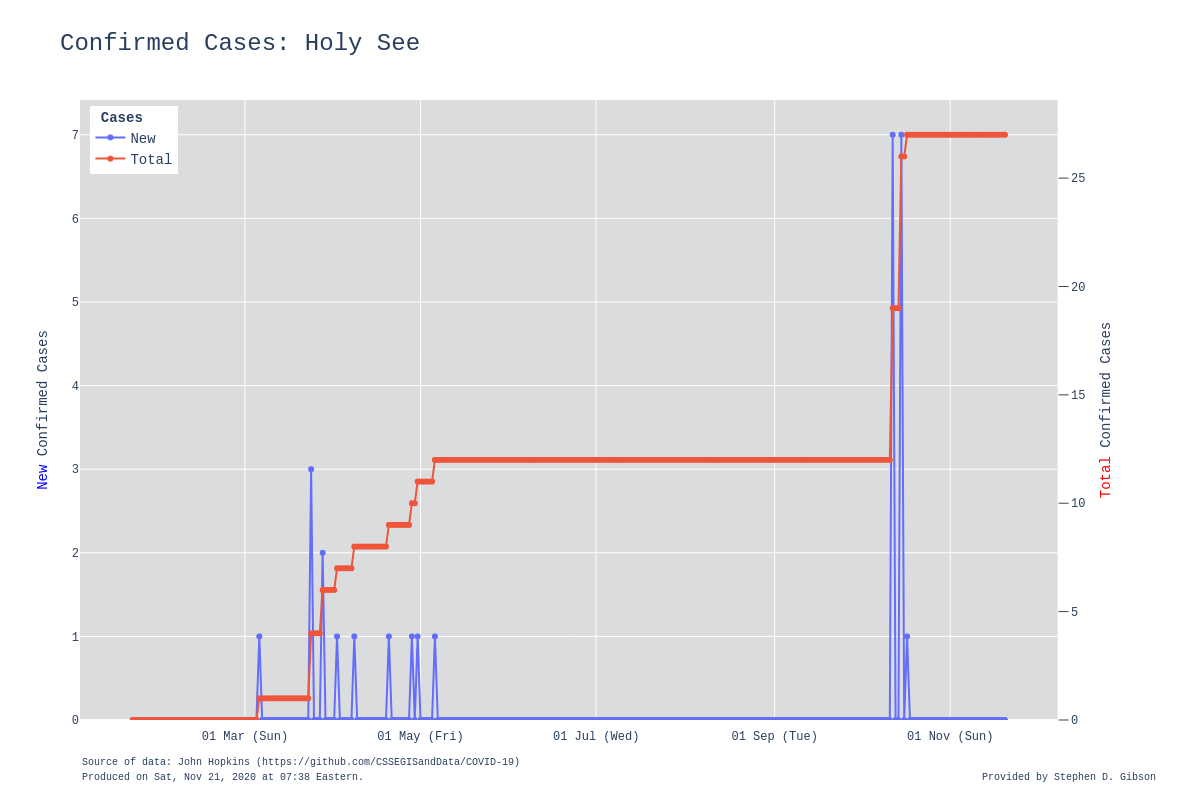 Confirmed Cases: Holy See
Cases
New
Total
7
6
5
4
3
2
1
0
New Confirmed Cases
25
20
15
10
5
0
Total Confirmed Cases
01 Mar (Sun)
01 May (Fri)
01 Jul (Wed)
01 Sep (Tue)
01 Nov (Sun)
Source of data: John Hopkins (https://github.com/CSSEGISandData/COVID-19)
Produced on Sat, Nov 21, 2020 at 07:38 Eastern.
Provided by Stephen D. Gibson